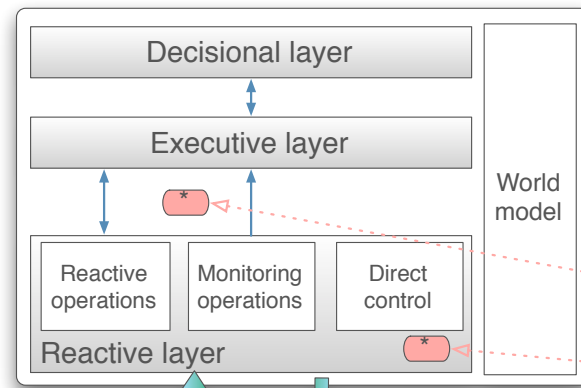 Decisional layer
Executive layer
*
World
model
Reactive
operations
Monitoring
operations
Direct
control
*
Reactive layer